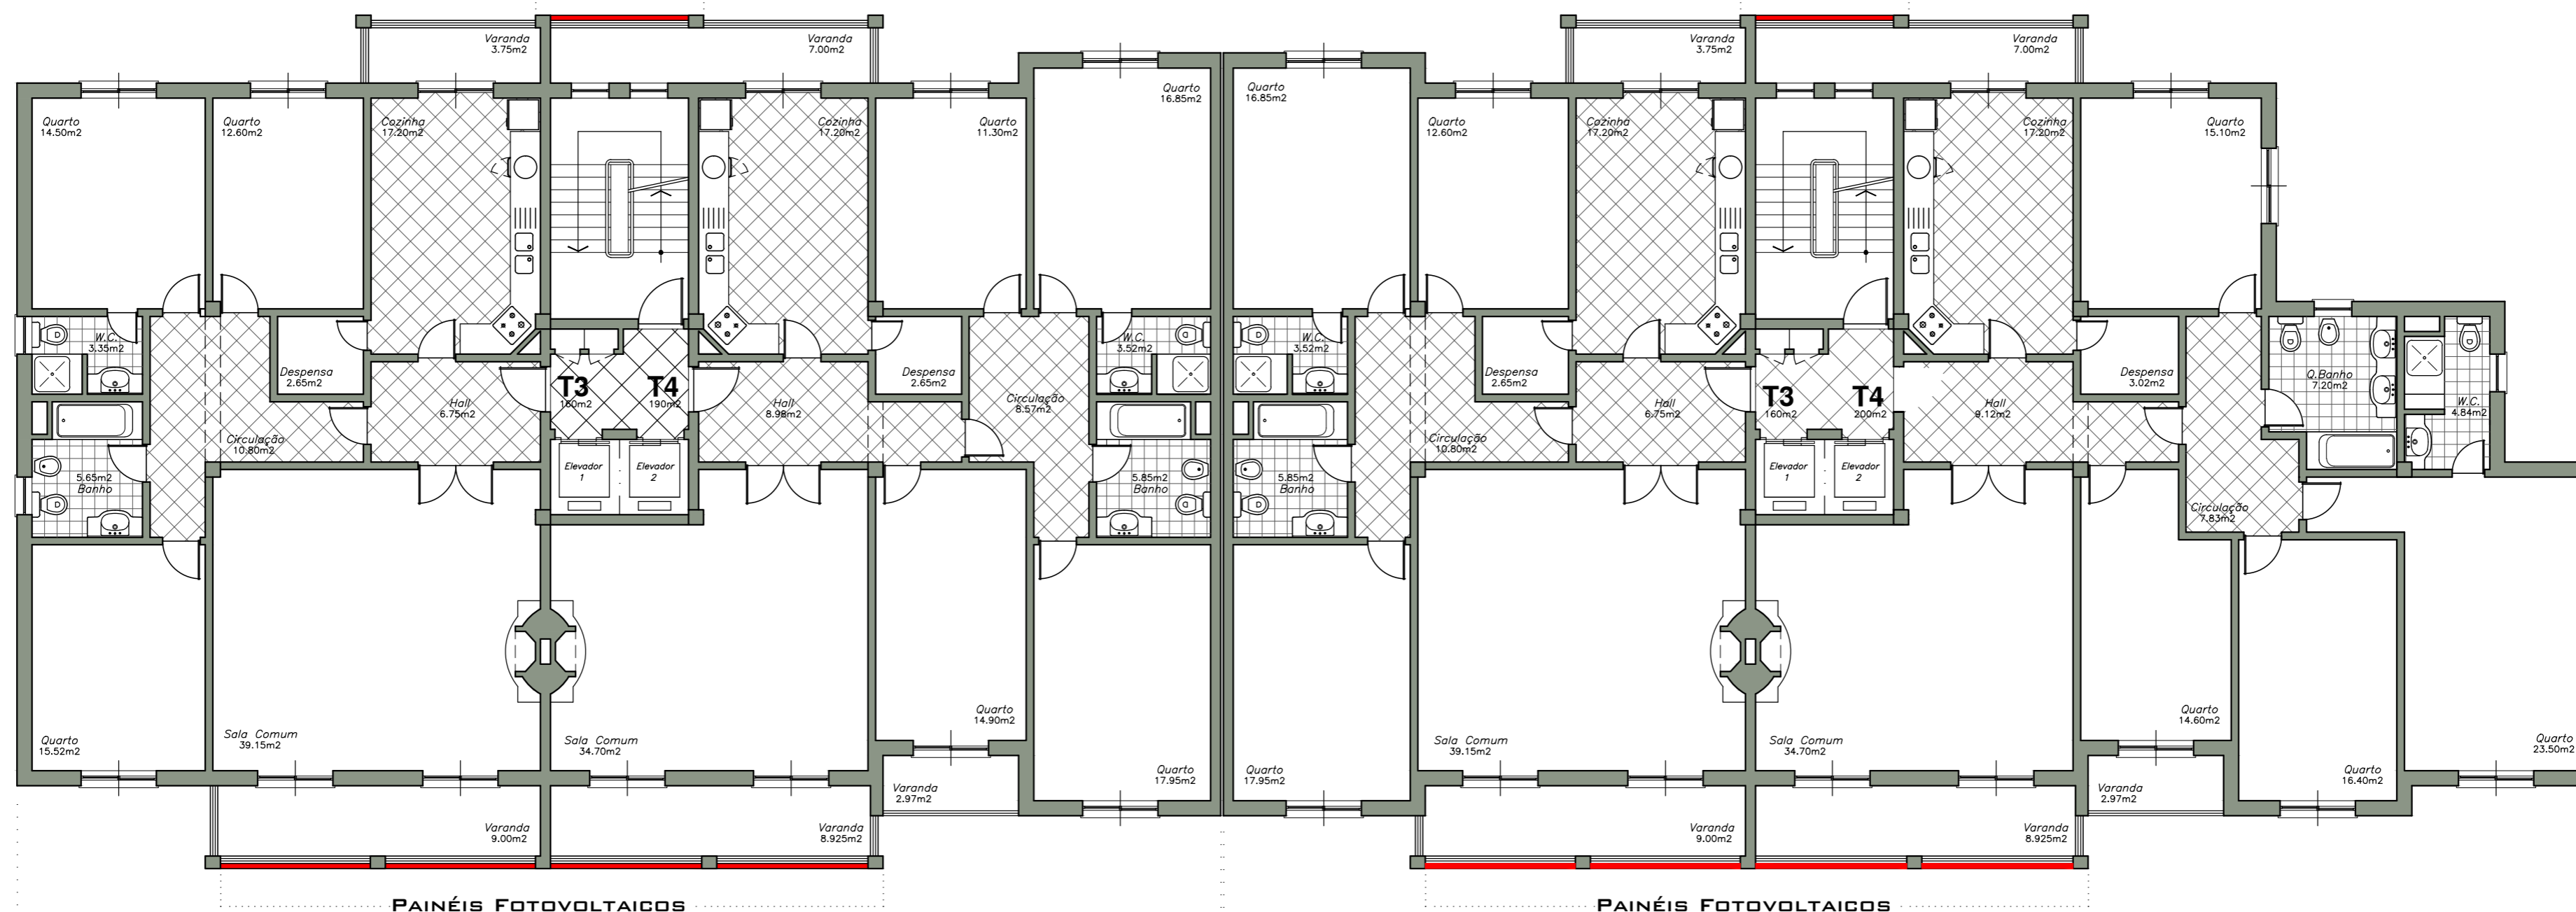 Varanda
3.75m2
Varanda
7.00m2
Quarto
14.50m2
Quarto
12.60m2
Cozinha
17.20m2
Cozinha
17.20m2
Quarto
11.30m2
Quarto
16.85m2
W.C.
3.35m2
Despensa
2.65m2
T3
160m2
T4
190m2
Despensa
2.65m2
W.C.
3.52m2
Hall
6.75m2
Hall
8.98m2
Circulação
8.57m2
Circulação
10.80m2
Elevador
1
Elevador
2
5.65m2
Banho
5.85m2
Banho
Quarto
15.52m2
Sala Comum
39.15m2
Sala Comum
34.70m2
Quarto
14.90m2
Quarto
17.95m2
Varanda
2.97m2
Varanda
9.00m2
Varanda
8.925m2
PAINÉIS FOTOVOLTAICOS
Varanda
3.75m2
Varanda
7.00m2
Quarto
16.85m2
Quarto
12.60m2
Cozinha
17.20m2
Cozinha
17.20m2
Quarto
15.10m2
W.C.
3.52m2
Despensa
2.65m2
T3
160m2
T4
200m2
Despensa
3.02m2
Q.Banho
7.20m2
W.C.
4.84m2
Hall
6.75m2
Hall
9.12m2
Circulação
10.80m2
Elevador
1
Elevador
2
5.85m2
Banho
Circulação
7.83m2
Quarto
17.95m2
Sala Comum
39.15m2
Sala Comum
34.70m2
Quarto
14.60m2
Quarto
16.40m2
Quarto
23.50m2
Varanda
2.97m2
Varanda
9.00m2
Varanda
8.925m2
PAINÉIS FOTOVOLTAICOS